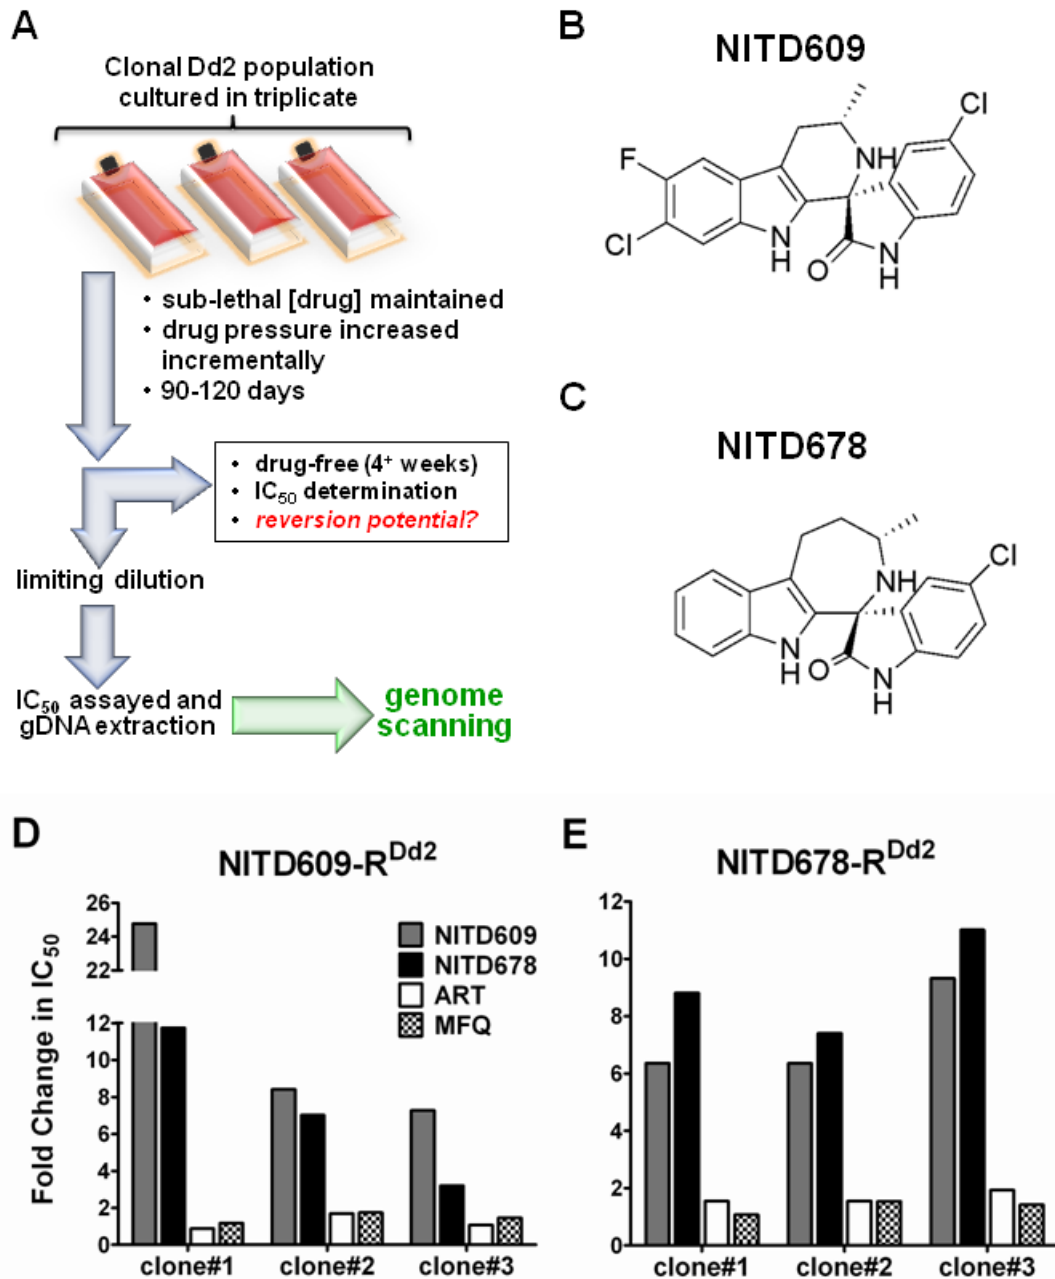 A
Clonal Dd2 population
cultured in triplicate
• sub-lethal [drug] maintained
• drug pressure increased
incrementally
• 90-120 days
• drug-free (4⁺ weeks)
• IC₅₀ determination
• reversion potential?
limiting dilution
IC₅₀ assayed and
gDNA extraction
genome
scanning
B
NITD609
Cl
F
NH
Cl
N
H
O
N
H
C
NITD678
Cl
NH
N
H
O
N
H
D
NITD609-R^Dd2
Fold Change in IC₅₀
26
24
22
12
10
8
6
4
2
0
NITD609
NITD678
ART
MFQ
clone#1 clone#2 clone#3
E
NITD678-R^Dd2
12
10
8
6
4
2
0
clone#1 clone#2 clone#3